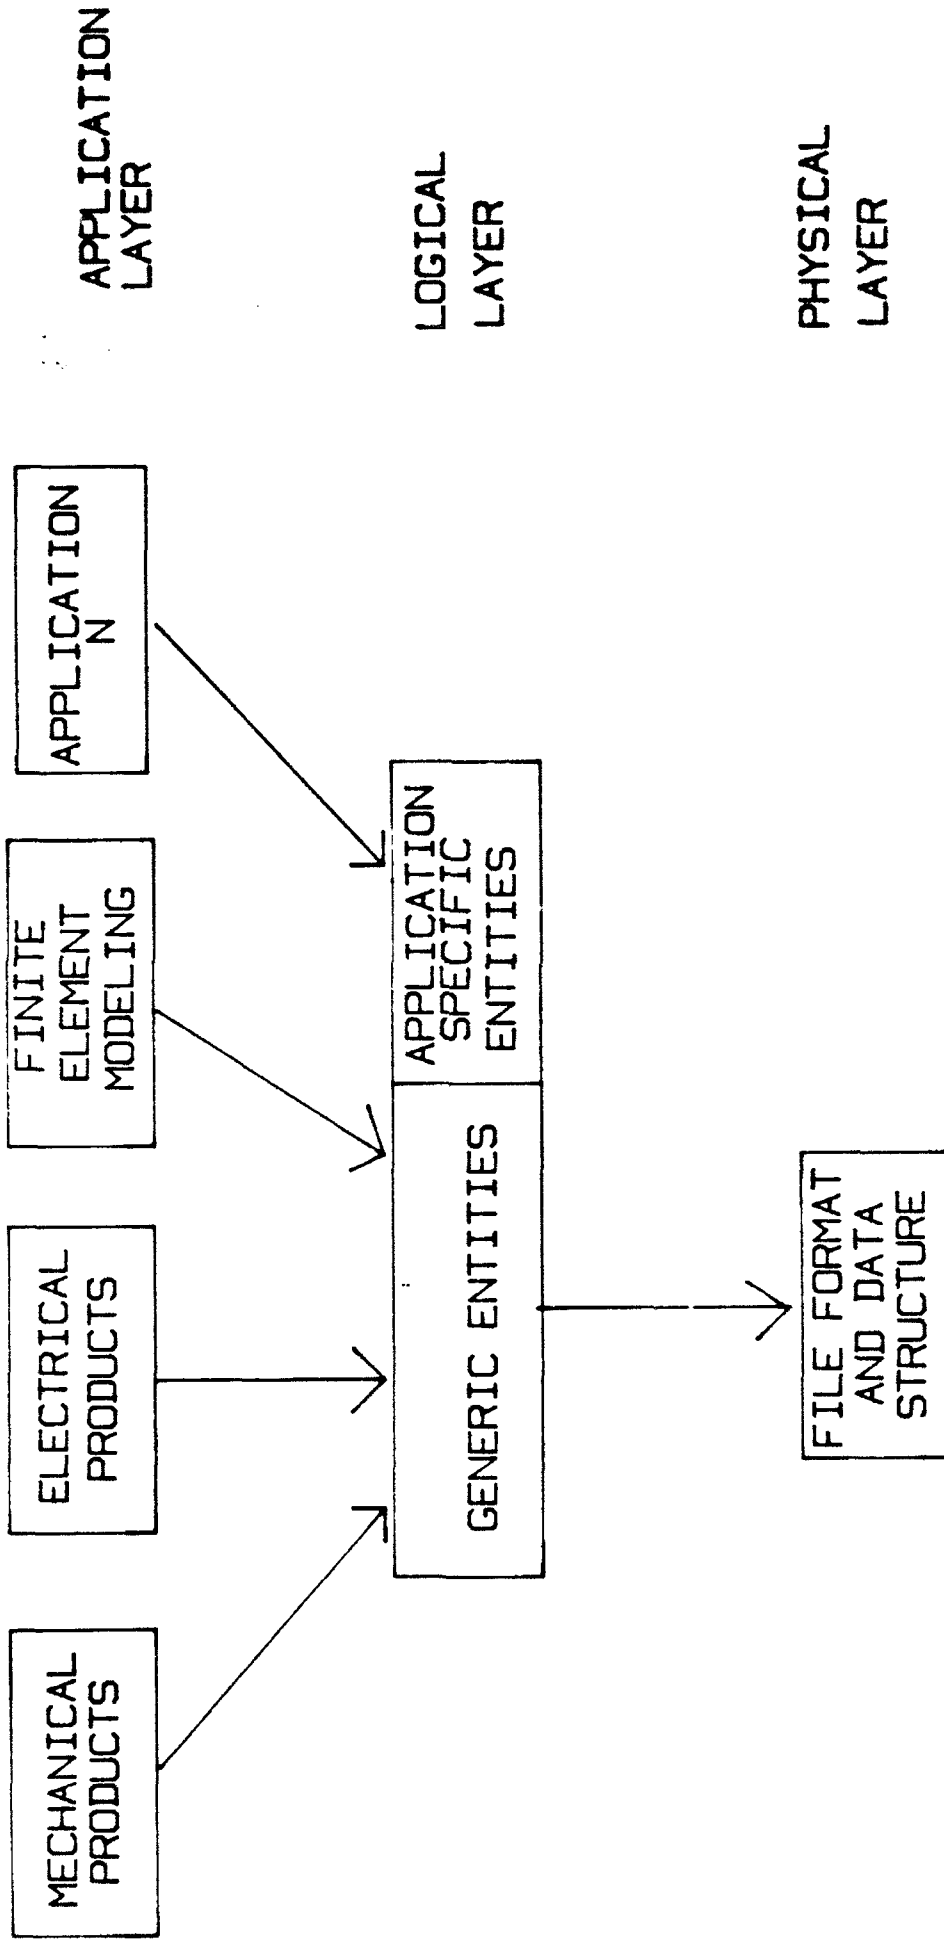 MECHANICAL
PRODUCTS
ELECTRICAL
PRODUCTS
FINITE
ELEMENT
MODELING
APPLICATION
N
APPLICATION
LAYER
GENERIC ENTITIES
APPLICATION
SPECIFIC
ENTITIES
LOGICAL
LAYER
FILE FORMAT
AND DATA
STRUCTURE
PHYSICAL
LAYER